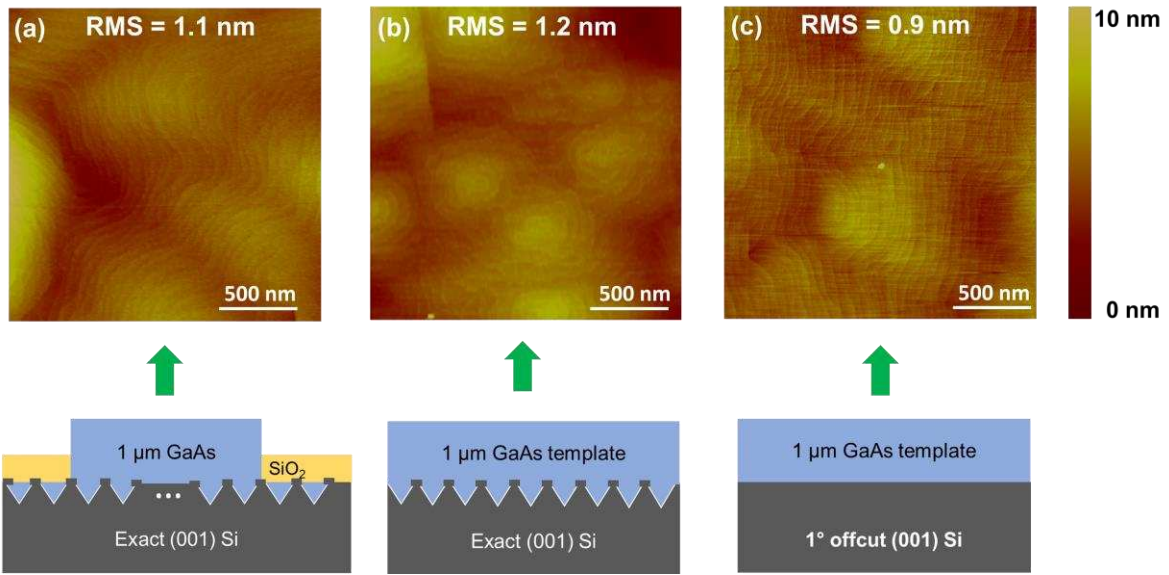 (a) RMS = 1.1 nm
(b) RMS = 1.2 nm
(c) RMS = 0.9 nm
10 nm
500 nm
500 nm
500 nm
0 nm
1 µm GaAs
SiO2
Exact (001) Si
1 µm GaAs template
Exact (001) Si
1 µm GaAs template
1° offcut (001) Si